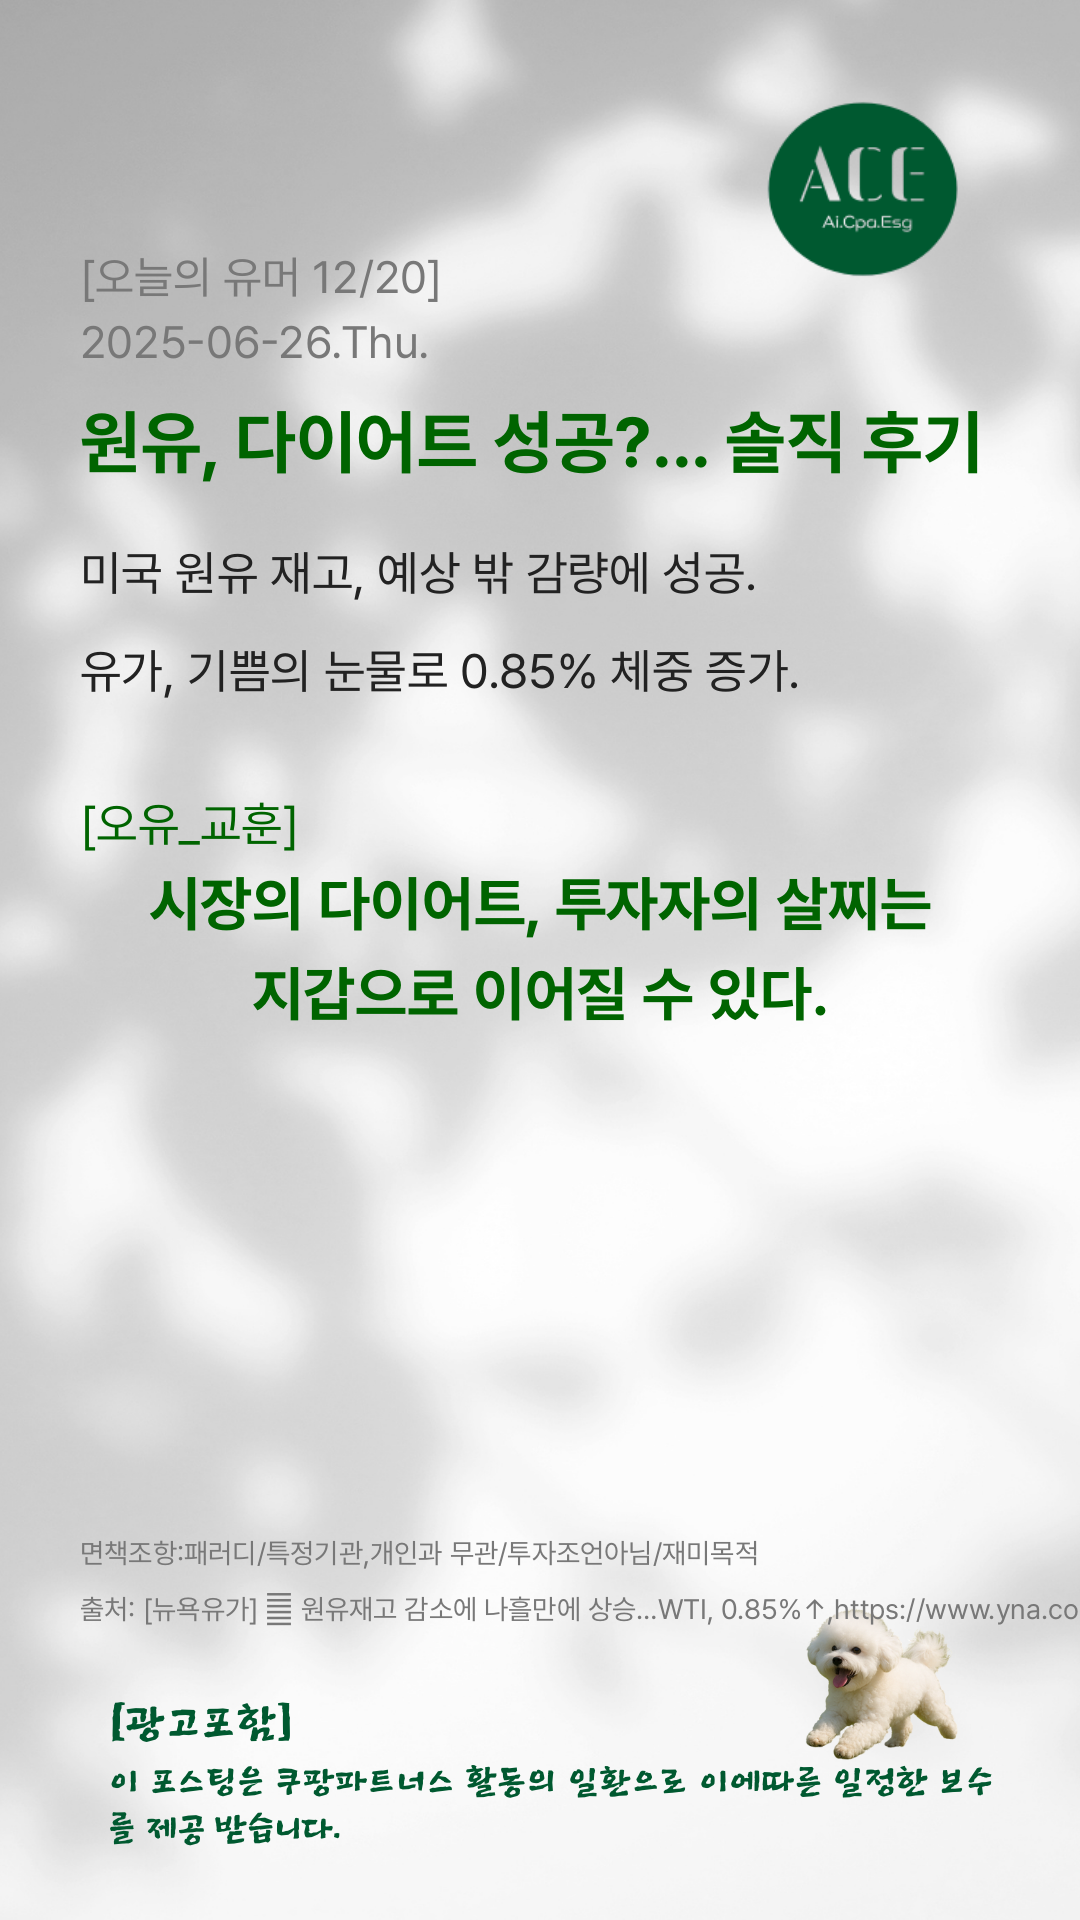 ACE
Ai.Cpa.Esg
[오늘의 유머 12/20]
2025-06-26.Thu.
원유, 다이어트 성공?... 솔직 후기
미국 원유 재고, 예상 밖 감량에 성공.
유가, 기쁨의 눈물로 0.85% 체중 증가.
[오유_교훈]
시장의 다이어트, 투자자의 살찌는
지갑으로 이어질 수 있다.
면책조항:패러디/특정기관,개인과 무관/투자조언아님/재미목적
출처: [뉴욕유가] ䷀ 원유재고 감소에 나흘만에 상승...WTI, 0.85%↑,https://www.yna.co
[광고포함]
이 포스팅은 쿠팡파트너스 활동의 일환으로 이에따른 일정한 보수
를 제공 받습니다.